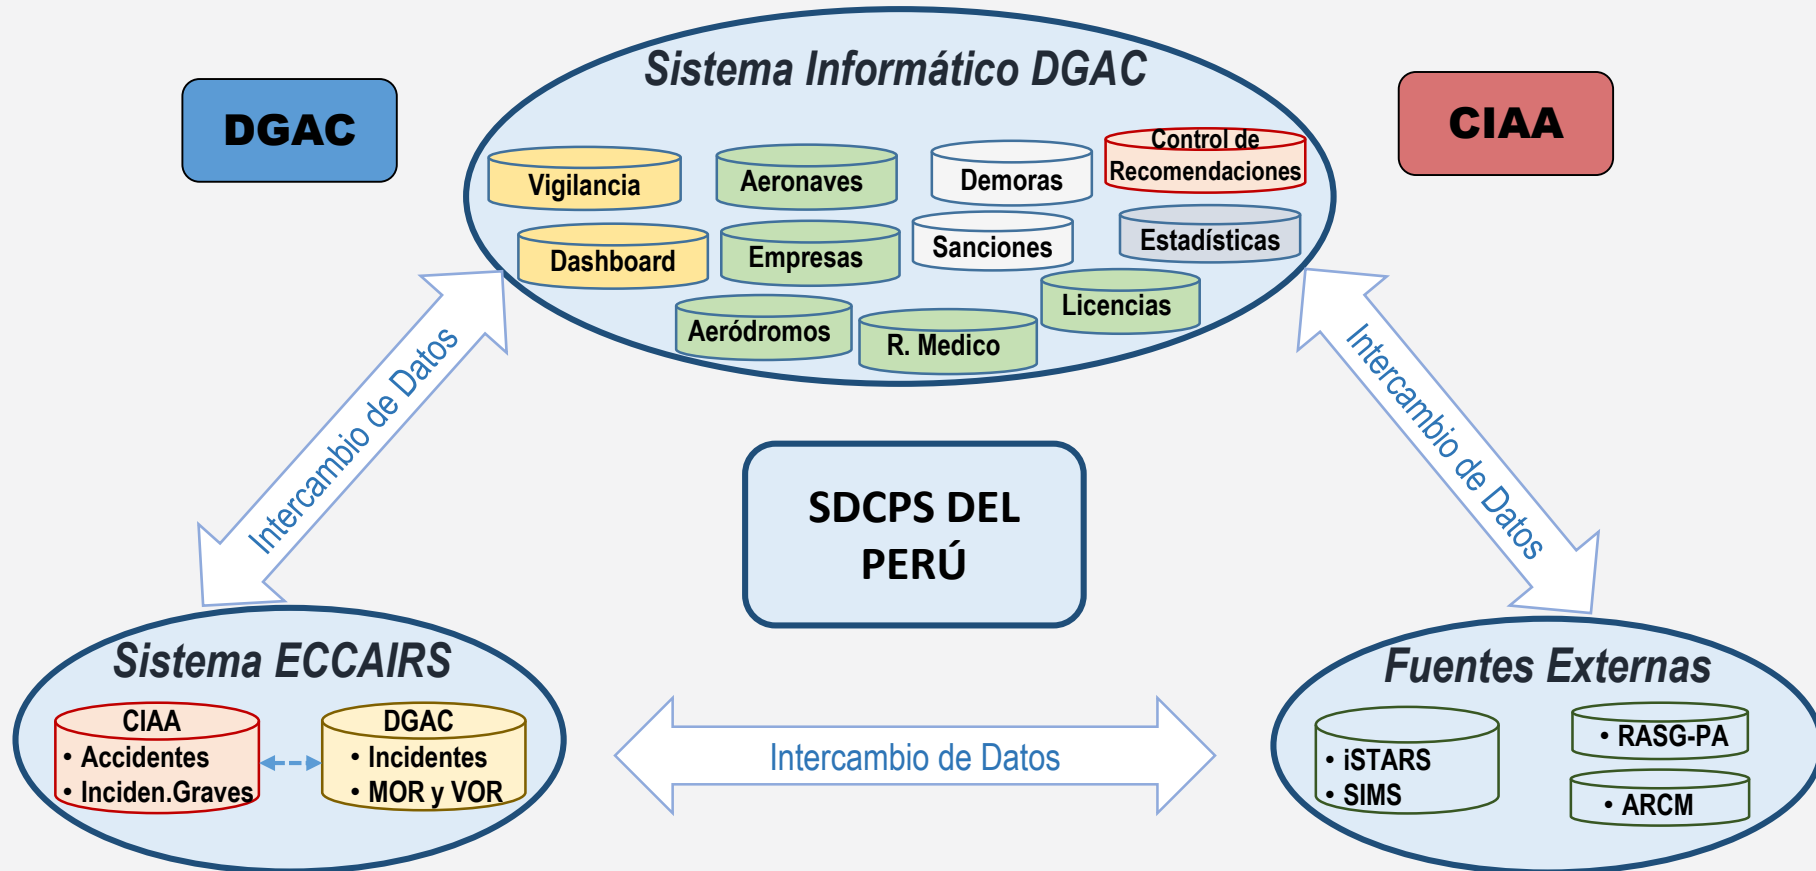 Sistema Informático DGAC
DGAC
CIAA
Vigilancia
Aeronaves
Demoras
Control de
Recomendaciones
Dashboard
Empresas
Sanciones
Estadísticas
Aeródromos
R. Medico
Licencias
Intercambio de Datos
Intercambio de Datos
SDCPS DEL
PERÚ
Sistema ECCAIRS
CIAA
• Accidentes
• Inciden.Graves
DGAC
• Incidentes
• MOR y VOR
Intercambio de Datos
Fuentes Externas
• iSTARS
• SIMS
• RASG-PA
• ARCM